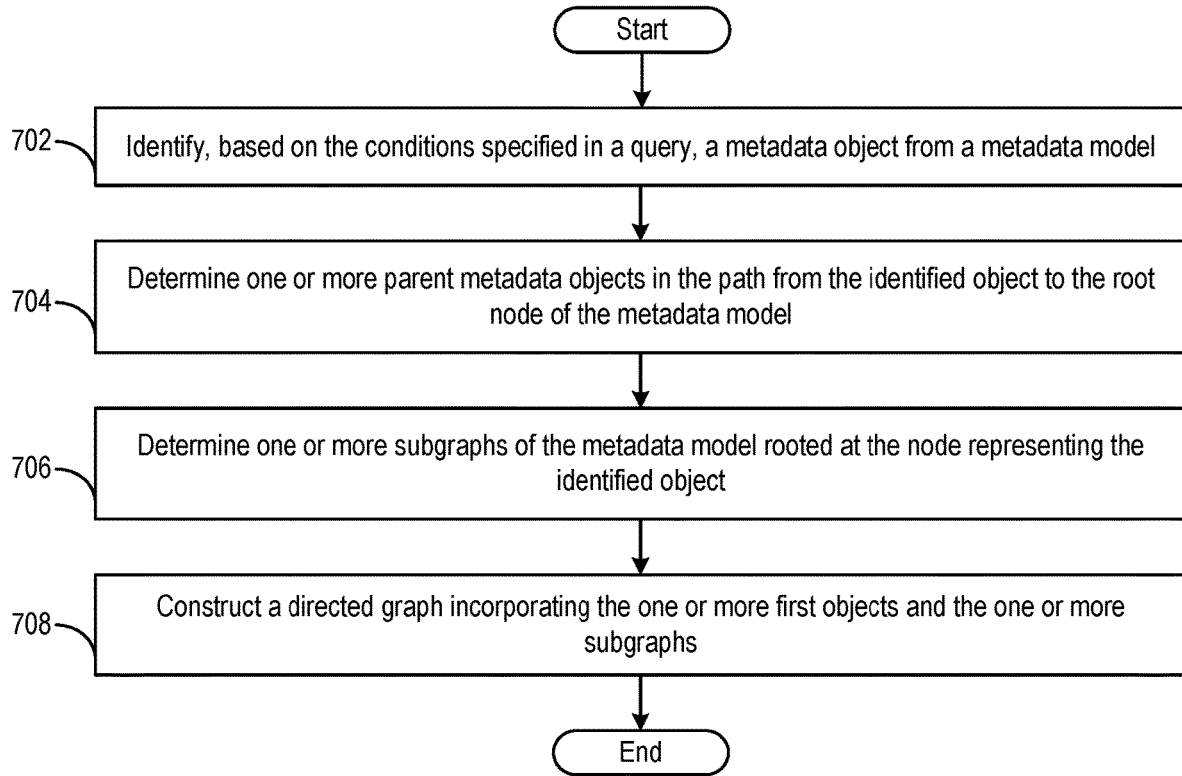 Start
702
Identify, based on the conditions specified in a query, a metadata object from a metadata model
704
Determine one or more parent metadata objects in the path from the identified object to the root
node of the metadata model
706
Determine one or more subgraphs of the metadata model rooted at the node representing the
identified object
708
Construct a directed graph incorporating the one or more first objects and the one or more
subgraphs
End